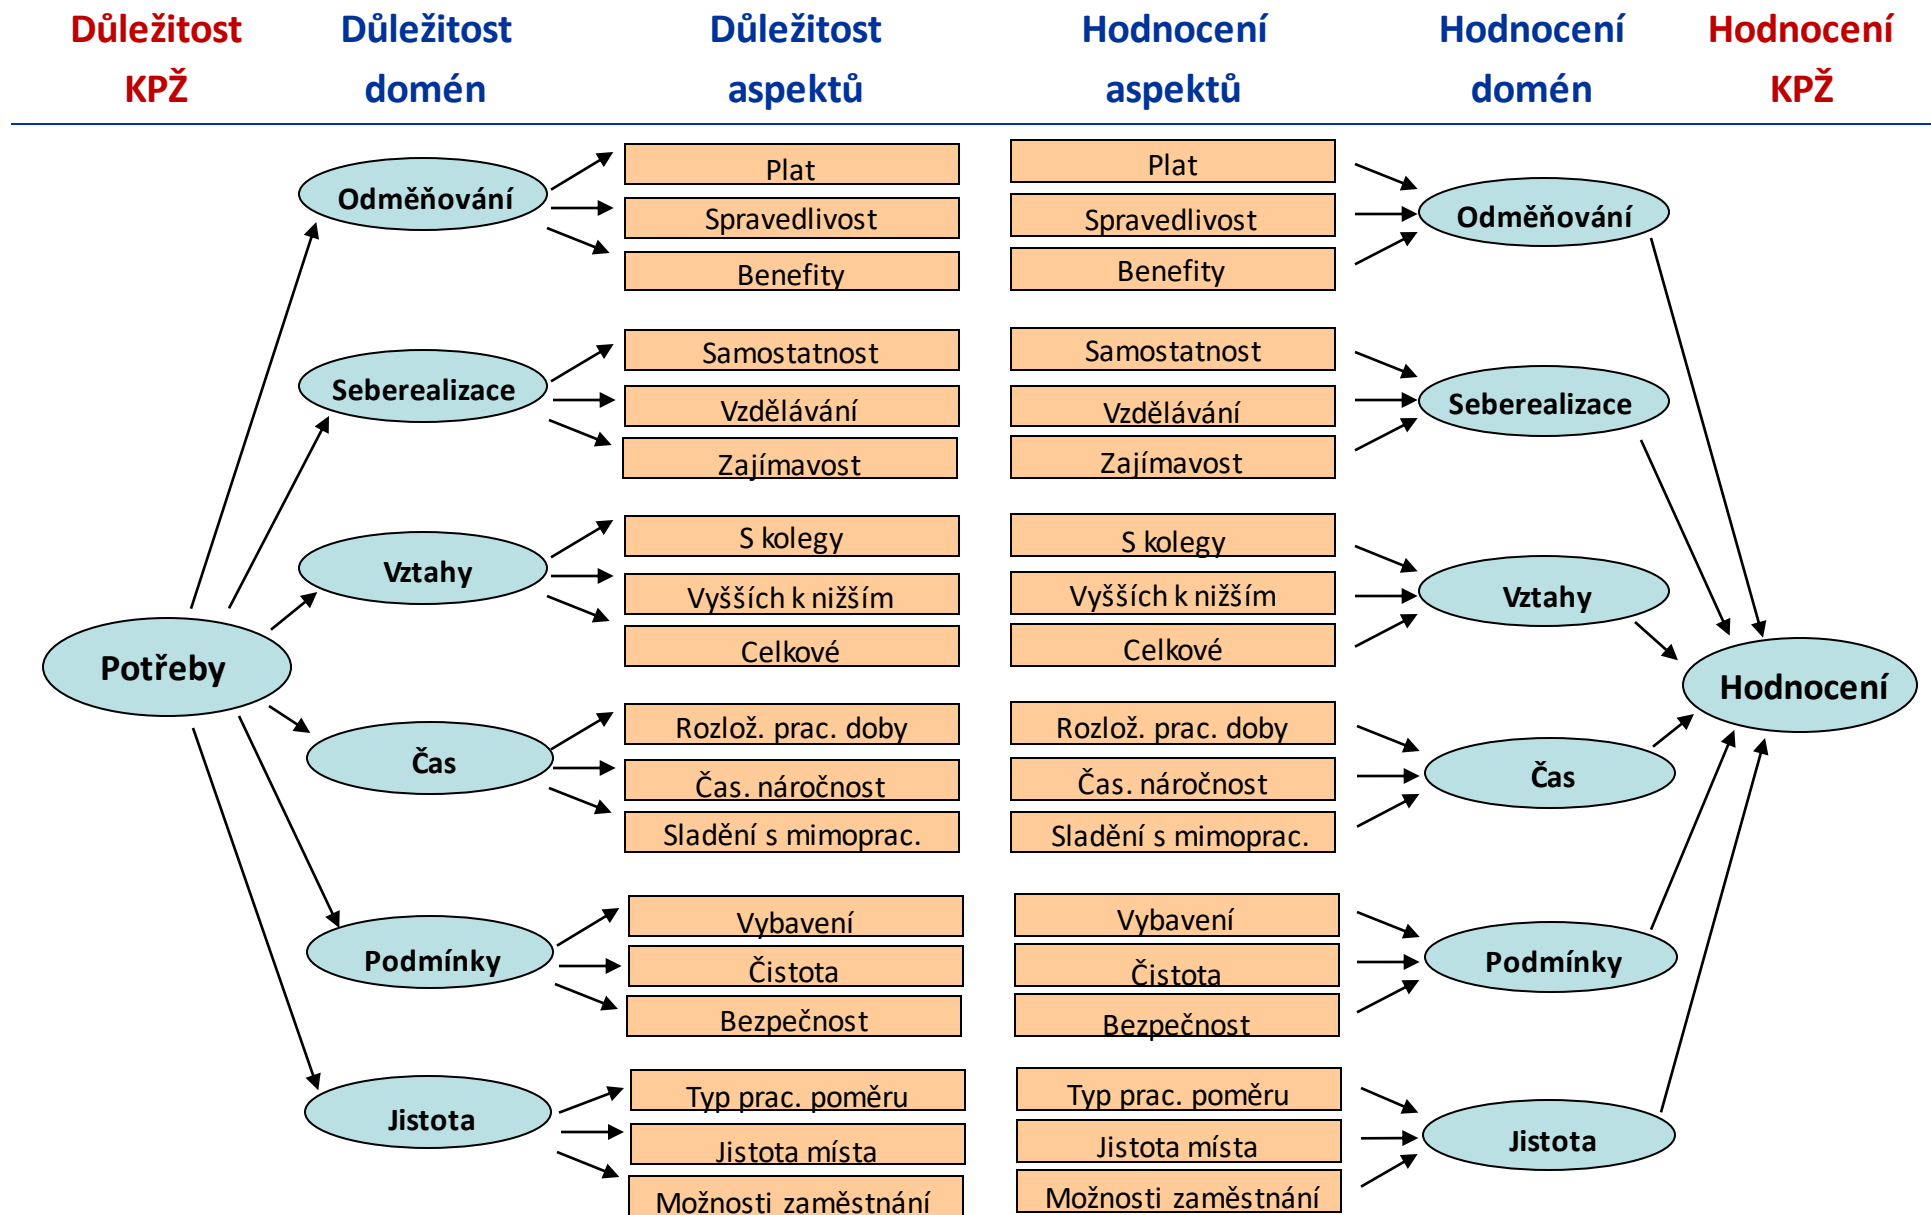 Důležitost KPŽ
Důležitost domén
Důležitost aspektů
Hodnocení aspektů
Hodnocení domén
Hodnocení KPŽ
Potřeby
Odměňování
Plat
Spravedlivost
Benefity
Seberealizace
Samostatnost
Vzdělávání
Zajímavost
Vztahy
S kolegy
Vyšších k nižším
Celkové
Čas
Rozlož. prac. doby
Čas. náročnost
Sladění s mimoprac.
Podmínky
Vybavení
Čistota
Bezpečnost
Jistota
Typ prac. poměru
Jistota místa
Možnosti zaměstnání
Plat
Spravedlivost
Benefity
Odměňování
Samostatnost
Vzdělávání
Zajímavost
Seberealizace
S kolegy
Vyšších k nižším
Celkové
Vztahy
Rozlož. prac. doby
Čas. náročnost
Sladění s mimoprac.
Čas
Vybavení
Čistota
Bezpečnost
Podmínky
Typ prac. poměru
Jistota místa
Možnosti zaměstnání
Jistota
Hodnocení